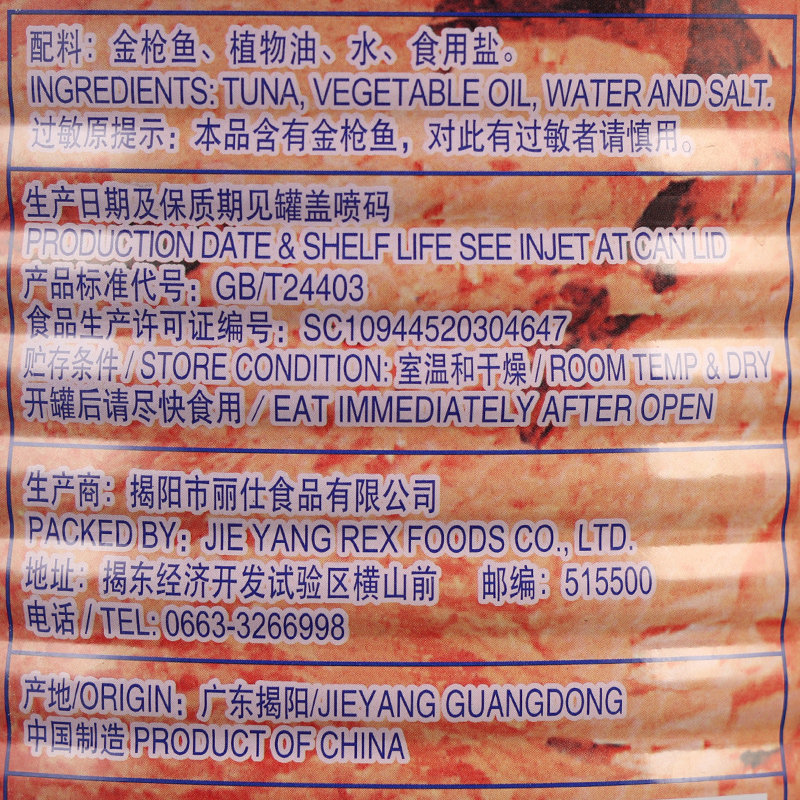 配料：金枪鱼、植物油、水、食用盐。
INGREDIENTS: TUNA, VEGETABLE OIL, WATER AND SALT.
过敏原提示：本品含有金枪鱼，对此有过敏者请慎用。
生产日期及保质期见罐盖喷码
PRODUCTION DATE & SHELF LIFE SEE INJET AT CAN LID
产品标准代号：GB/T24403
食品生产许可证编号：SC10944520304647
贮存条件 / STORE CONDITION: 室温和干燥 / ROOM TEMP & DRY
开罐后请尽快食用 / EAT IMMEDIATELY AFTER OPEN
生产商：揭阳市丽仕食品有限公司
PACKED BY: JIE YANG REX FOODS CO., LTD.
地址：揭东经济开发试验区横山前 邮编：515500
电话 / TEL: 0663-3266998
产地/ORIGIN：广东揭阳/JIEYANG GUANGDONG
中国制造 PRODUCT OF CHINA